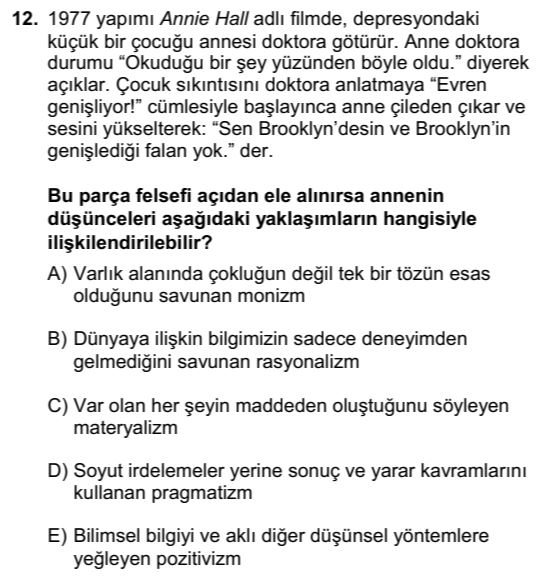 12. 1977 yapımı Annie Hall adlı filmde, depresyondaki
küçük bir çocuğu annesi doktora götürür. Anne doktora
durumu “Okuduğu bir şey yüzünden böyle oldu.” diyerek
açıklar. Çocuk sıkıntısını doktora anlatmaya “Evren
genişliyor!” cümlesiyle başlayınca anne çileden çıkar ve
sesini yükselterek: “Sen Brooklyn’desin ve Brooklyn’in
genişlediği falan yok.” der.
Bu parça felsefi açıdan ele alınırsa annenin
düşünceleri aşağıdaki yaklaşımların hangisiyle
ilişkilendirilebilir?
A) Varlık alanında çokluğun değil tek bir tözün esas
olduğunu savunan monizm
B) Dünyaya ilişkin bilgimizin sadece deneyimden
gelmediğini savunan rasyonalizm
C) Var olan her şeyin maddeden oluştuğunu söyleyen
materyalizm
D) Soyut irdelemeler yerine sonuç ve yarar kavramlarını
kullanan pragmatizm
E) Bilimsel bilgiyi ve aklı diğer düşünsel yöntemlere
yeğleyen pozitivizm